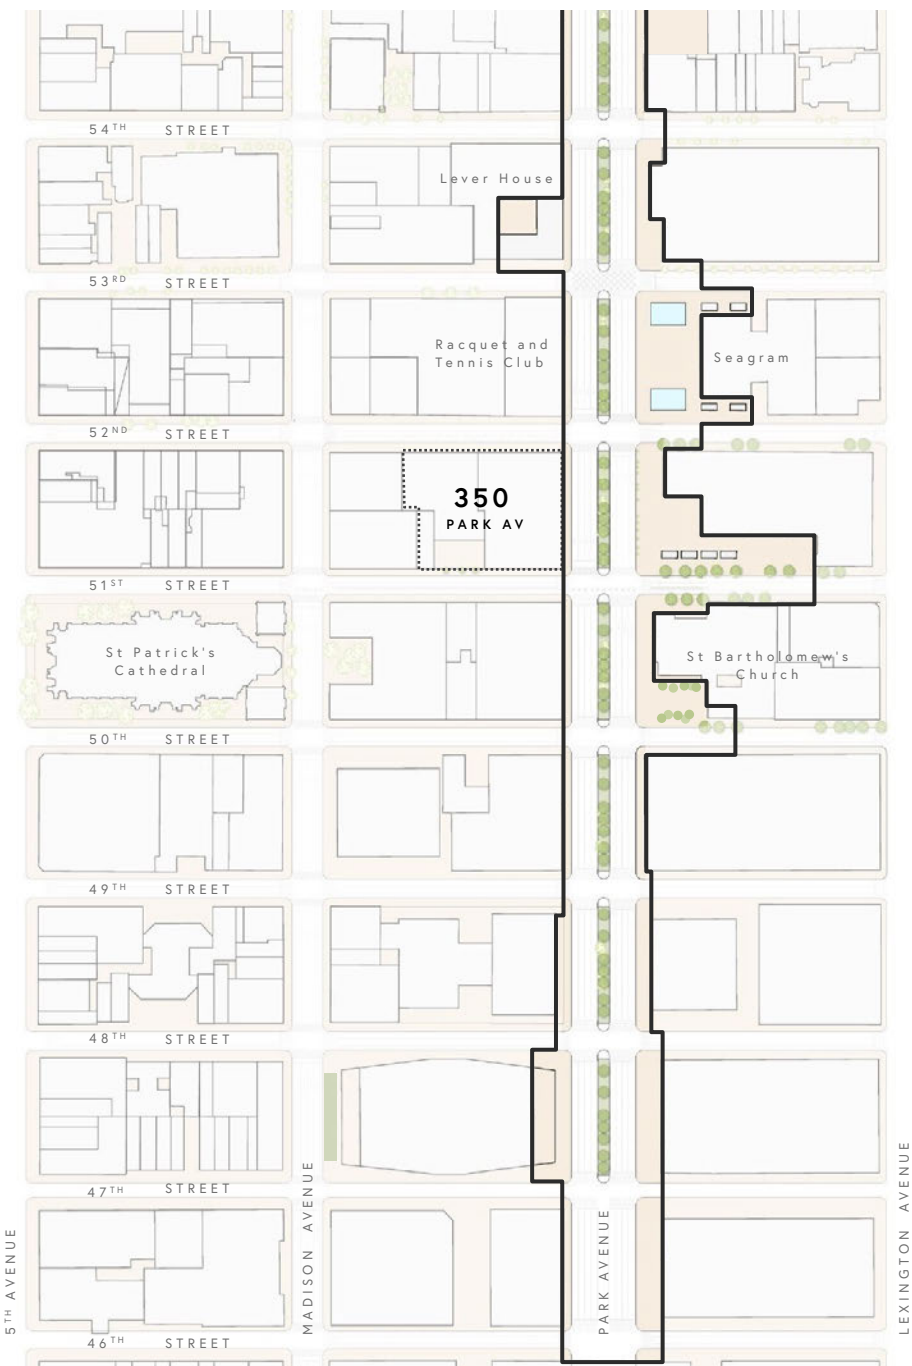 54TH STREET
Lever House
53RD STREET
Racquet and
Tennis Club
Seagram
52ND STREET
350
PARK AV
51ST STREET
St Patrick's
Cathedral
St Bartholomew's
Church
50TH STREET
49TH STREET
48TH STREET
47TH STREET
46TH STREET
5TH AVENUE
MADISON AVENUE
PARK AVENUE
LEXINGTON AVENUE